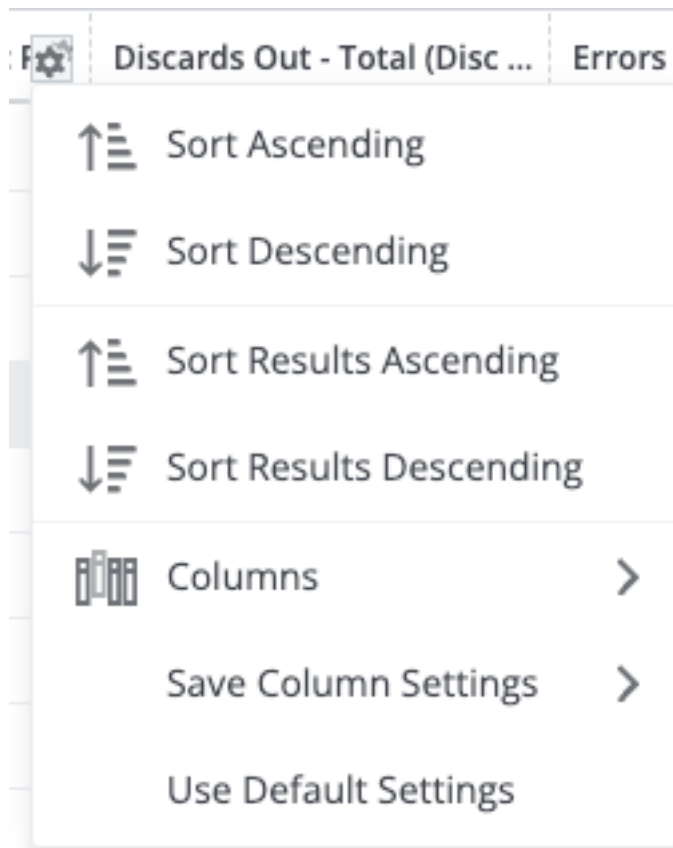 Discards Out - Total (Disc ... Errors
Sort Ascending
Sort Descending
Sort Results Ascending
Sort Results Descending
Columns
Save Column Settings
Use Default Settings